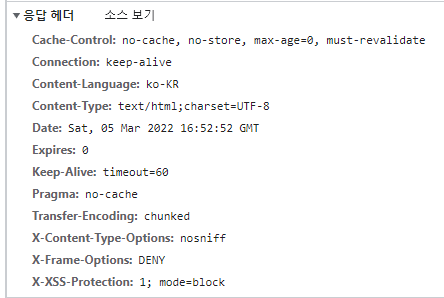 ▼ 응답 헤더 소스 보기
Cache-Control: no-cache, no-store, max-age=0, must-revalidate
Connection: keep-alive
Content-Language: ko-KR
Content-Type: text/html;charset=UTF-8
Date: Sat, 05 Mar 2022 16:52:52 GMT
Expires: 0
Keep-Alive: timeout=60
Pragma: no-cache
Transfer-Encoding: chunked
X-Content-Type-Options: nosniff
X-Frame-Options: DENY
X-XSS-Protection: 1; mode=block